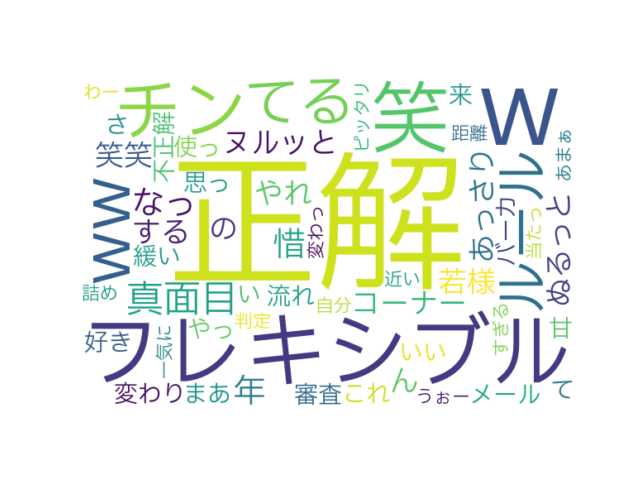 わー
チンてる
笑
w
来
ピッタリ
距離
あまぁ
さ
不正解
使っ
ヌルッと
笑笑
ww
思っ
やれ
正解
ルール
あっさり
バーカ
当たっ
ぬるっと
なっ
する
の
惜
変わっ
緩い
近い
若様
詰め
真面目
い
流れ
コーナー
自分
判定
すぎる
甘
フレキシブル
好き
一気に
やっ
いい
変わり
まあ
年
審査
これ
ん
うぉー
メール
て